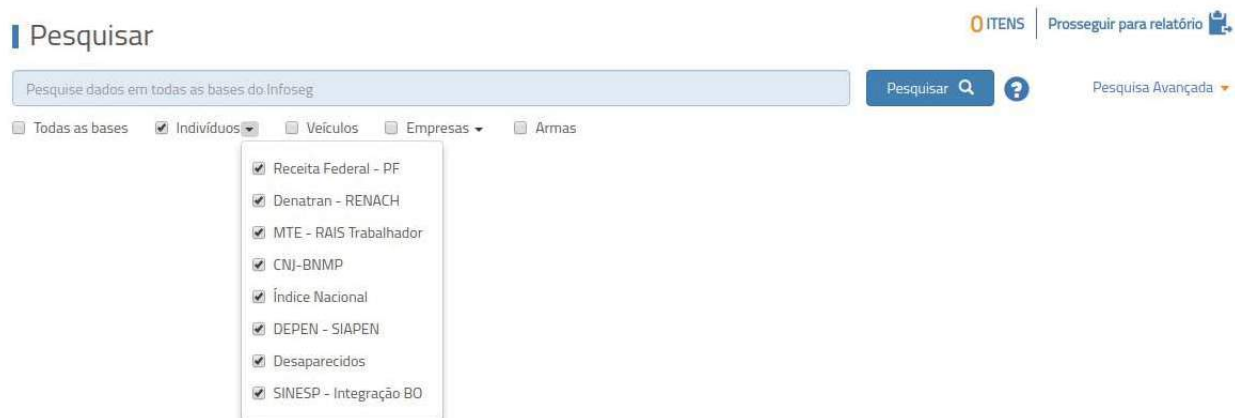 0 ITENS
Prosseguir para relatório
Pesquisar
Pesquise dados em todas as bases do Infoseg
Pesquisar
?
Pesquisa Avançada
Todas as bases
Indivíduos
Veículos
Empresas
Armas
Receita Federal - PF
Denatran - RENACH
MTE - RAIS Trabalhador
CNJ-BNMP
Índice Nacional
DEPEN - SIAPEN
Desaparecidos
SINESP - Integração BO